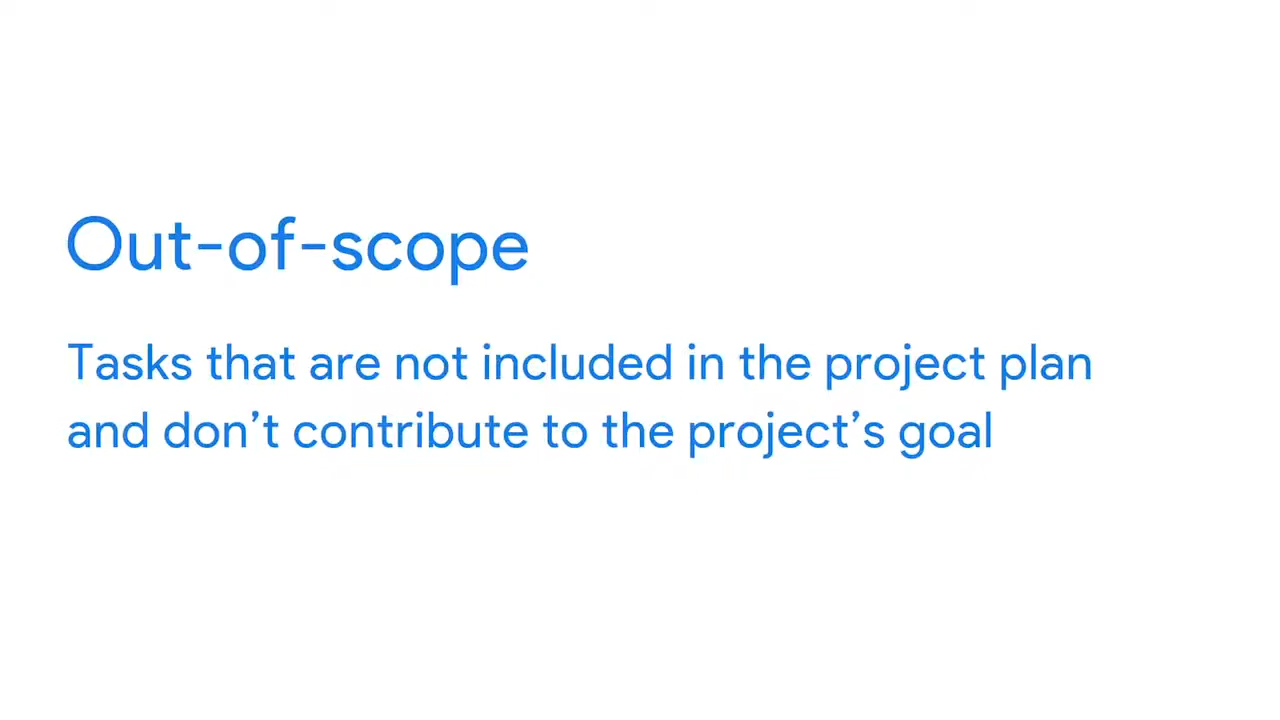 Out-of-scope
Tasks that are not included in the project plan
and don’t contribute to the project’s goal